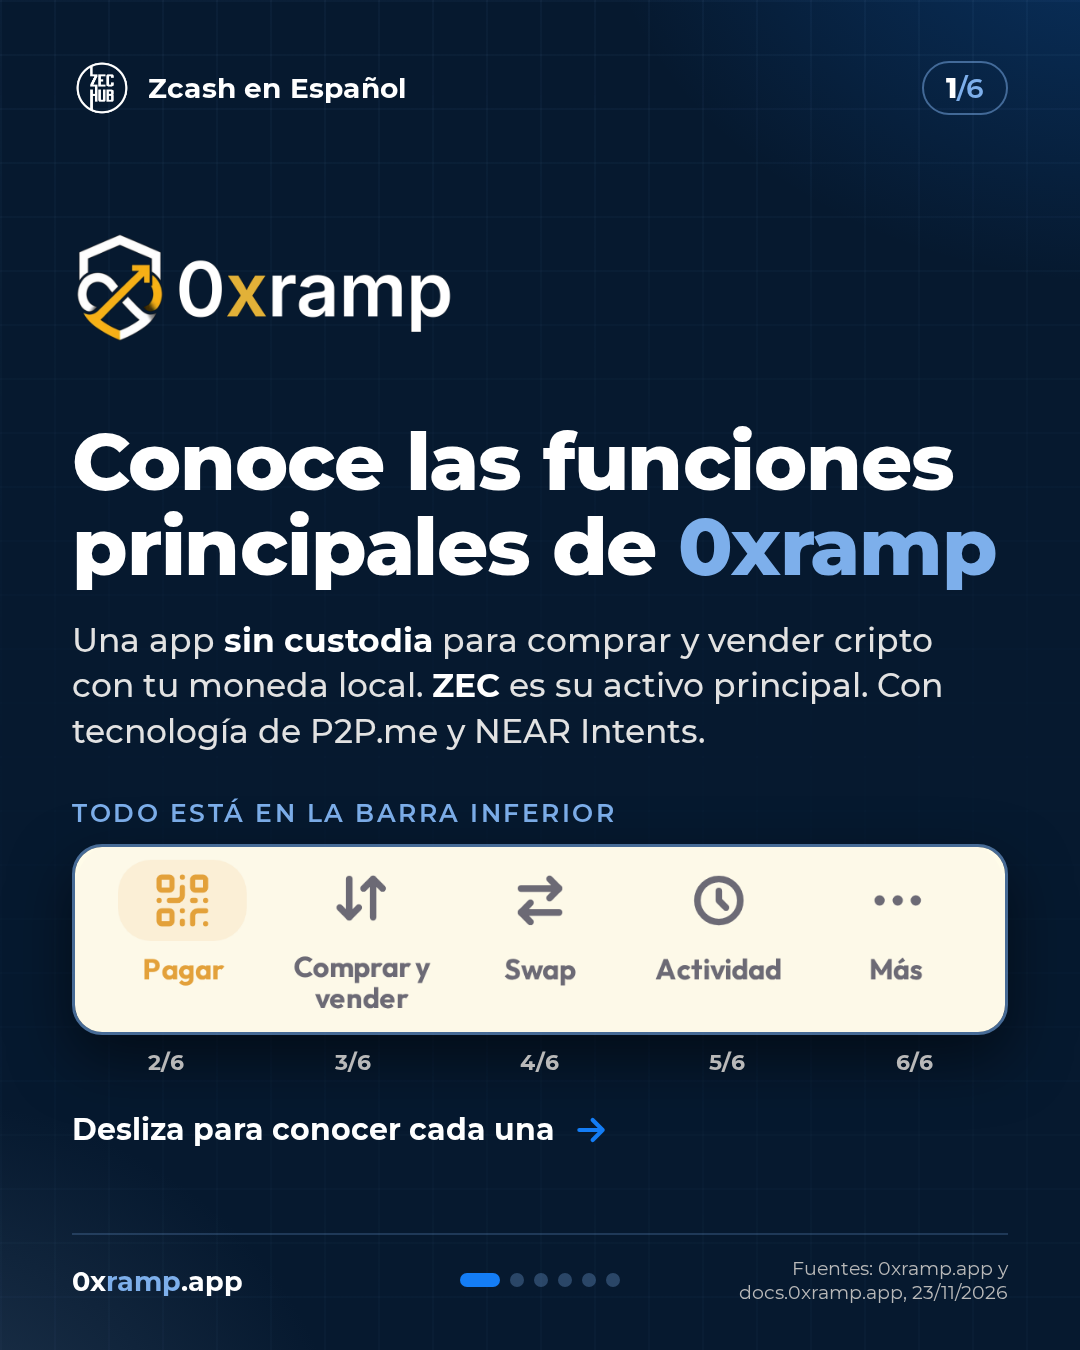 ZEC
HUB
Zcash en Español
1/6
0xramp
Conoce las funciones
principales de 0xramp
Una app sin custodia para comprar y vender cripto
con tu moneda local. ZEC es su activo principal. Con
tecnología de P2P.me y NEAR Intents.
TODO ESTÁ EN LA BARRA INFERIOR
Pagar
Comprar y
vender
Swap
Actividad
Más
2/6
3/6
4/6
5/6
6/6
Desliza para conocer cada una
0xramp.app
Fuentes: 0xramp.app y
docs.0xramp.app, 23/11/2026